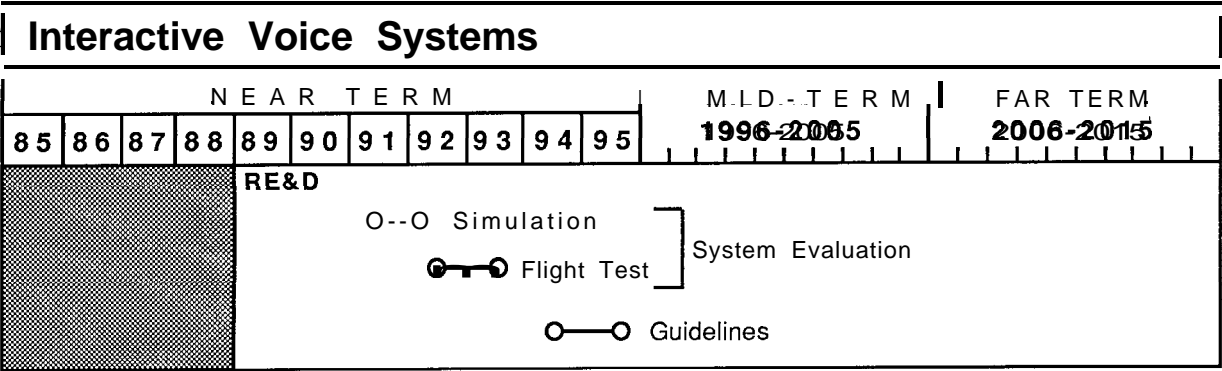 Interactive Voice Systems
NEAR TERM MID-TERM FAR TERM
85 86 87 88 89 90 91 92 93 94 95 1996-2005 2006-2015
RE&D
O--O Simulation
System Evaluation
Flight Test
Guidelines